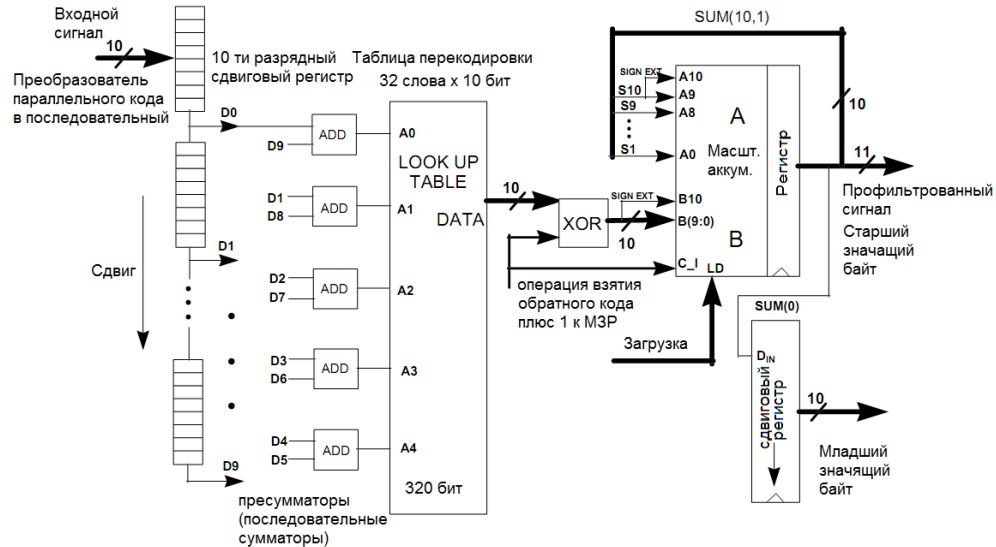 Входной
сигнал
10
Преобразователь
параллельного кода
в последовательный
10 ти разрядный
сдвиговый регистр
Таблица перекодировки
32 слова x 10 бит
SUM(10,1)
D0
D9
ADD
A0
D1
D8
ADD
A1
D1
D2
D7
ADD
A2
D3
D6
ADD
A3
D4
D5
ADD
A4
D9
Сдвиг
LOOK UP
TABLE
DATA
320 бит
пресумматоры
(последовательные
сумматоры)
10
XOR
SIGN EXT
10
операция взятия
обратного кода
плюс 1 к МЗР
Загрузка
SIGN EXT
S10
S9
S1
A10
A9
A8
A0
A
Масшт.
аккум.
B10
B(9:0)
B
C_I
LD
Регистр
10
11
Профильтрованный
сигнал
Старший
значащий
байт
SUM(0)
DIN
сдвиговый
регистр
10
Младший
значящий
байт